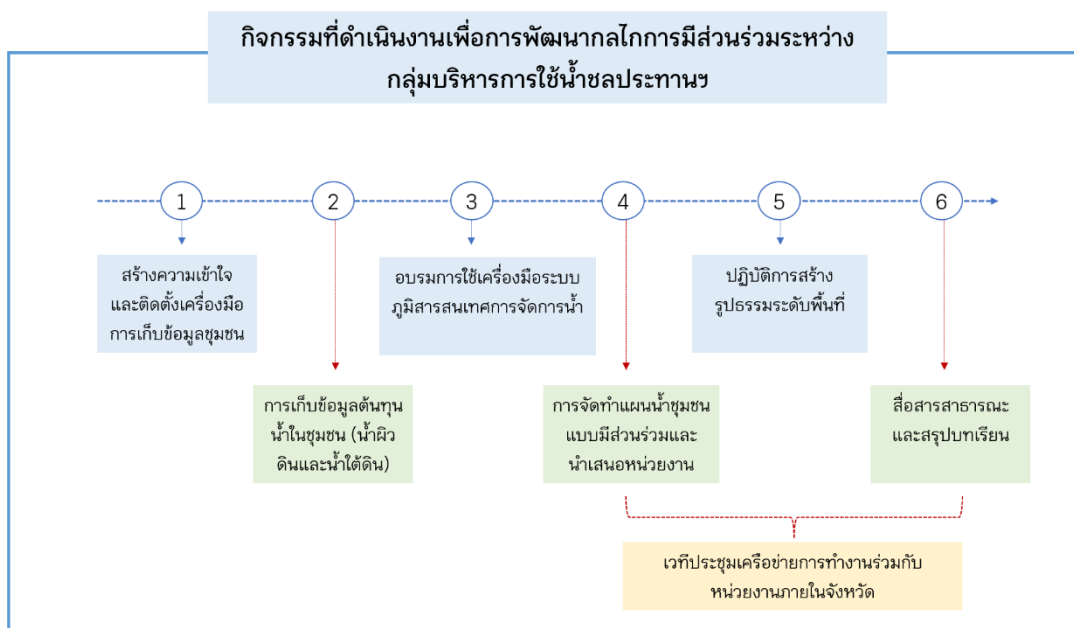 กิจกรรมที่ดำเนินงานเพื่อการพัฒนากลไกการมีส่วนร่วมระหว่าง
กลุ่มบริหารการใช้น้ำชลประทานฯ
1
2
3
4
5
6
สร้างความเข้าใจ
และติดตั้งเครื่องมือ
การเก็บข้อมูลชุมชน
อบรมการใช้เครื่องมือระบบ
ภูมิสารสนเทศการจัดการน้ำ
ปฏิบัติการสร้าง
รูปธรรมระดับพื้นที่
การเก็บข้อมูลต้นทุน
น้ำในชุมชน (น้ำผิว
ดินและน้ำใต้ดิน)
การจัดทำแผนน้ำชุมชน
แบบมีส่วนร่วมและ
นำเสนอหน่วยงาน
สื่อสารสาธารณะ
และสรุปบทเรียน
เวทีประชุมเครือข่ายการทำงานร่วมกับ
หน่วยงานภายในจังหวัด